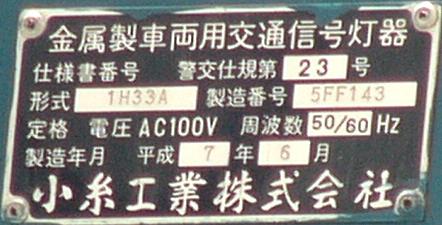 金属製車両用交通信号灯器
仕様書番号 警交仕規第 23 号
形式 1H33A 製造番号 5FF143
定格 電圧 AC100V 周波数 50/60 Hz
製造年月 平成 7 年 6 月
小糸工業株式会社